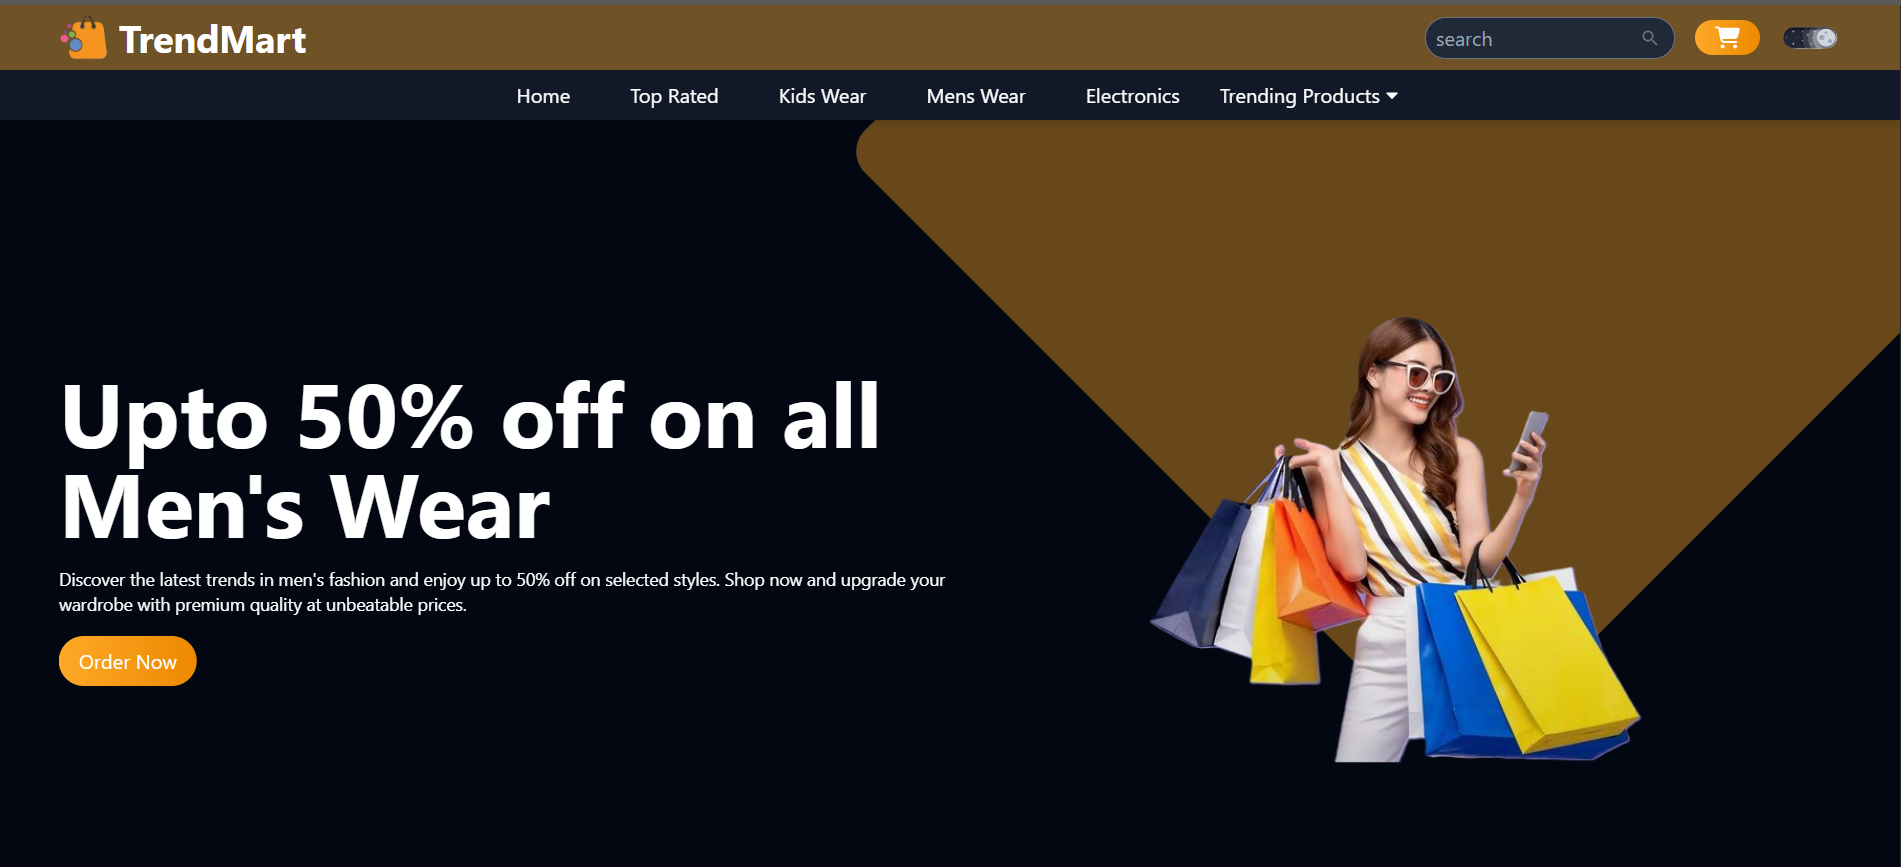 TrendMart
search
Home Top Rated Kids Wear Mens Wear Electronics Trending Products
Upto 50% off on all
Men's Wear
Discover the latest trends in men's fashion and enjoy up to 50% off on selected styles. Shop now and upgrade your
wardrobe with premium quality at unbeatable prices.
Order Now